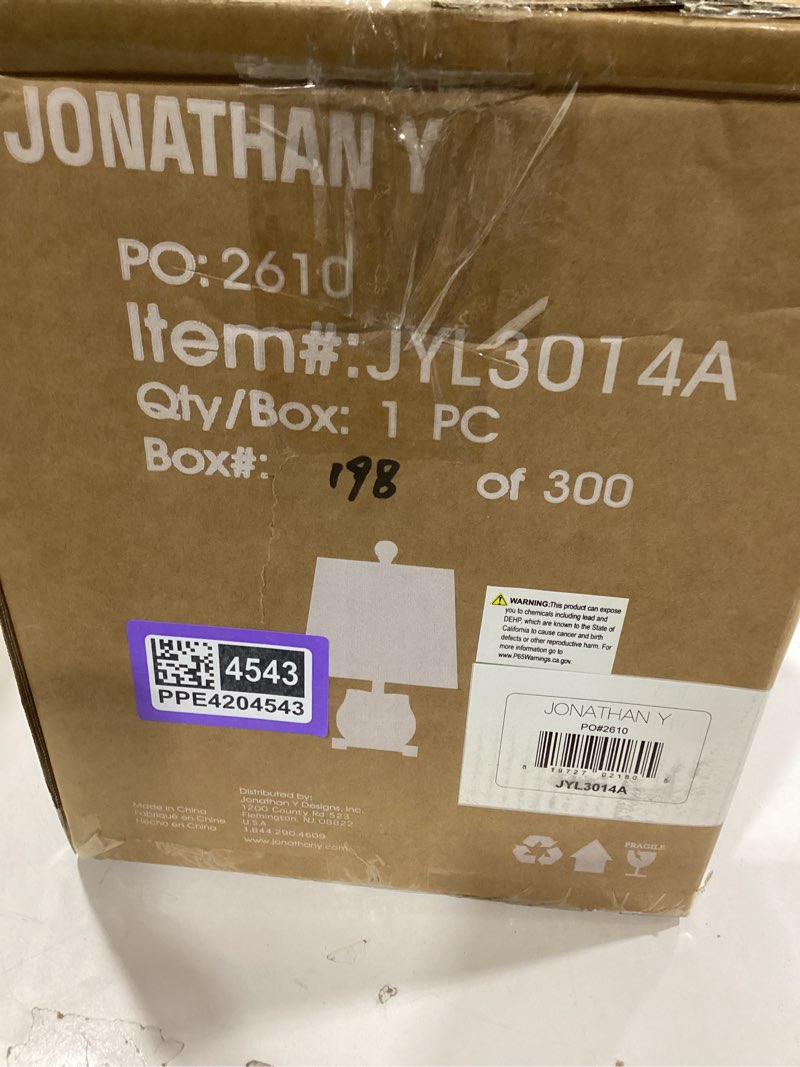 JONATHAN Y
PO: 2610
Item#:JYL3014A
Qty/Box: 1 PC
Box#: 198 of 300
WARNING:This product can expose
you to chemicals including lead and
DEHP, which are known to the State of
California to cause cancer and birth
defects or other reproductive harm. For
more information go to
www.P65Warnings.ca.gov.
4543
PPE4204543
JONATHAN Y
PO#2610
8 19727 02180 5
JYL3014A
Made in China
Fabriqué en Chine
Hecho en China
Distributed by:
Jonathan Y Designs, Inc.
1200 County Rd 523
Flemington, NJ 08822
U.S.A
1.844.290.4609
www.jonathany.com
FRAGILE